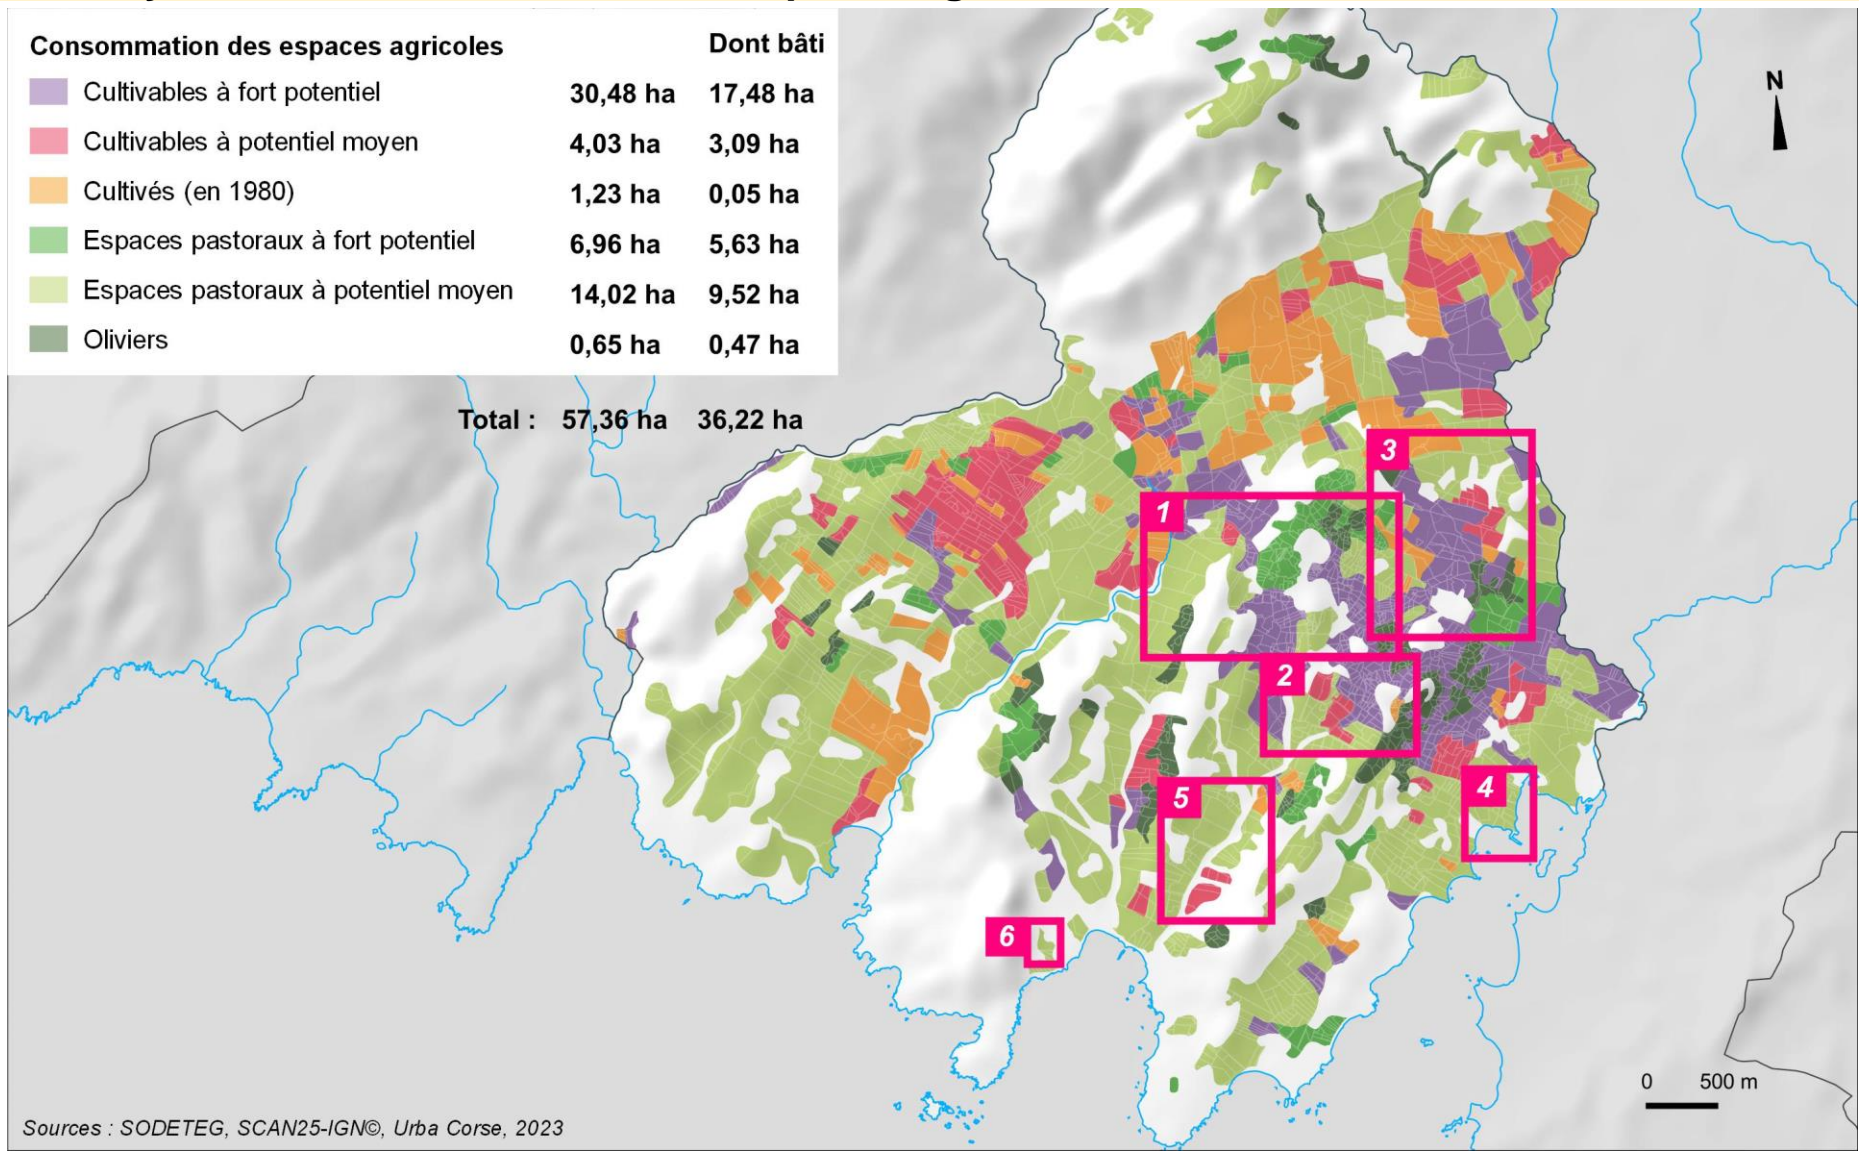 Consommation des espaces agricoles Dont bâti
Cultivables à fort potentiel 30,48 ha 17,48 ha
Cultivables à potentiel moyen 4,03 ha 3,09 ha
Cultivés (en 1980) 1,23 ha 0,05 ha
Espaces pastoraux à fort potentiel 6,96 ha 5,63 ha
Espaces pastoraux à potentiel moyen 14,02 ha 9,52 ha
Oliviers 0,65 ha 0,47 ha
Total : 57,36 ha 36,22 ha
N
3
1
2
4
5
6
0 500 m
Sources : SODETEG, SCAN25-IGN©, Urba Corse, 2023